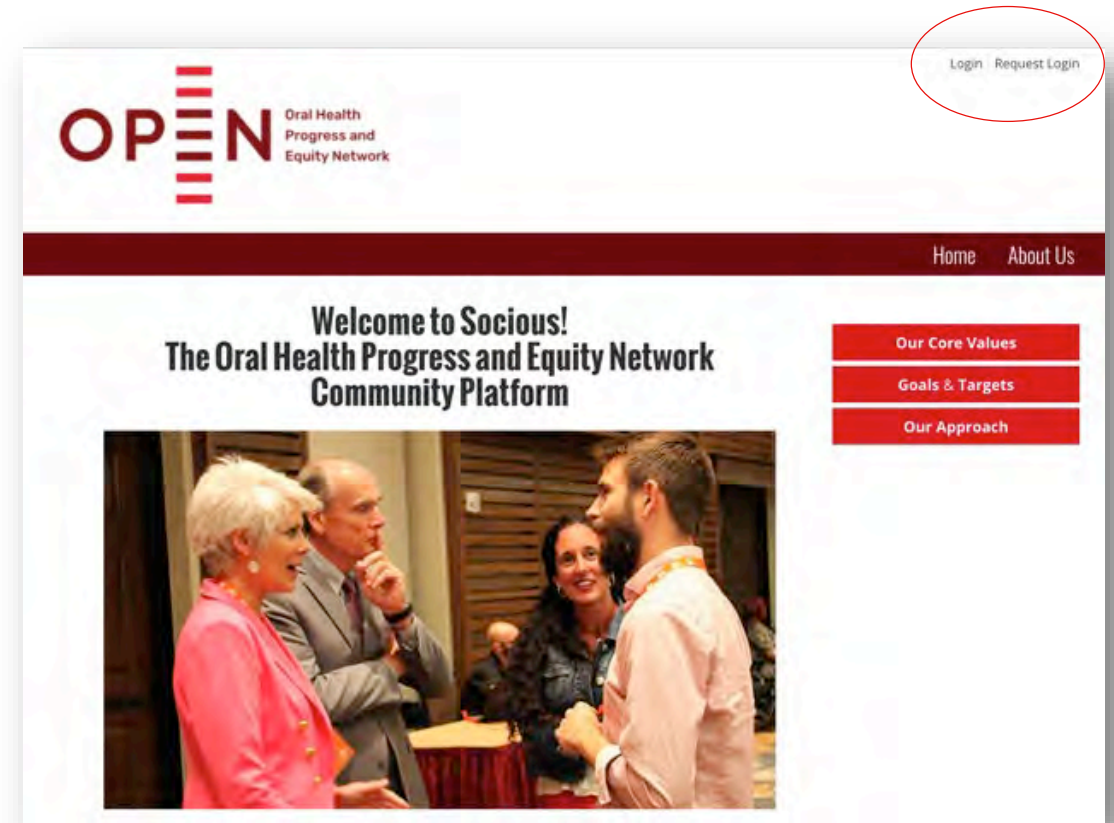 Login Request Login
OPEN
Oral Health
Progress and
Equity Network
Home About Us
Welcome to Socious!
The Oral Health Progress and Equity Network
Community Platform
Our Core Values
Goals & Targets
Our Approach